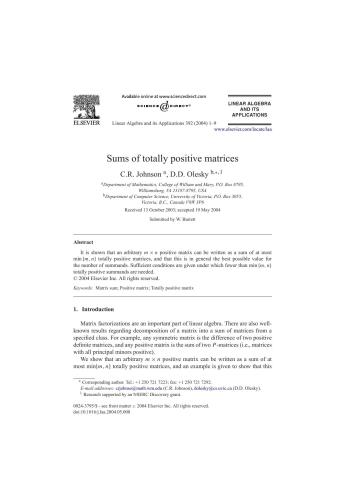 Available online at www.sciencedirect.com
SCIENCE DIRECT®
ELSEVIER
Linear Algebra and its Applications 392 (2004) 1–9
LINEAR ALGEBRA
AND ITS
APPLICATIONS
www.elsevier.com/locate/laa
Sums of totally positive matrices
C.R. Johnson a, D.D. Olesky b,*,1
a Department of Mathematics, College of William and Mary, P.O. Box 8795,
Williamsburg, VA 23187-8795, USA
b Department of Computer Science, University of Victoria, P.O. Box 3055,
Victoria, B.C., Canada V8W 3P6
Received 13 October 2003; accepted 19 May 2004
Submitted by W. Barrett
Abstract
It is shown that an arbitrary m × n positive matrix can be written as a sum of at most
min{m, n} totally positive matrices, and that this is in general the best possible value for
the number of summands. Sufficient conditions are given under which fewer than min{m, n}
totally positive summands are needed.
© 2004 Elsevier Inc. All rights reserved.
Keywords: Matrix sum; Positive matrix; Totally positive matrix
1. Introduction
Matrix factorizations are an important part of linear algebra. There are also well-
known results regarding decomposition of a matrix into a sum of matrices from a
specified class. For example, any symmetric matrix is the difference of two positive
definite matrices, and any positive matrix is the sum of two P-matrices (i.e., matrices
with all principal minors positive).
We show that an arbitrary m × n positive matrix can be written as a sum of at
most min{m, n} totally positive matrices, and an example is given to show that this
* Corresponding author. Tel.: +1 250 721 7223; fax: +1 250 721 7292.
E-mail addresses: crjohnso@math.wm.edu (C.R. Johnson), dolesky@cs.uvic.ca (D.D. Olesky).
1 Research supported by an NSERC Discovery grant.
0024-3795/$ - see front matter © 2004 Elsevier Inc. All rights reserved.
doi:10.1016/j.laa.2004.05.008